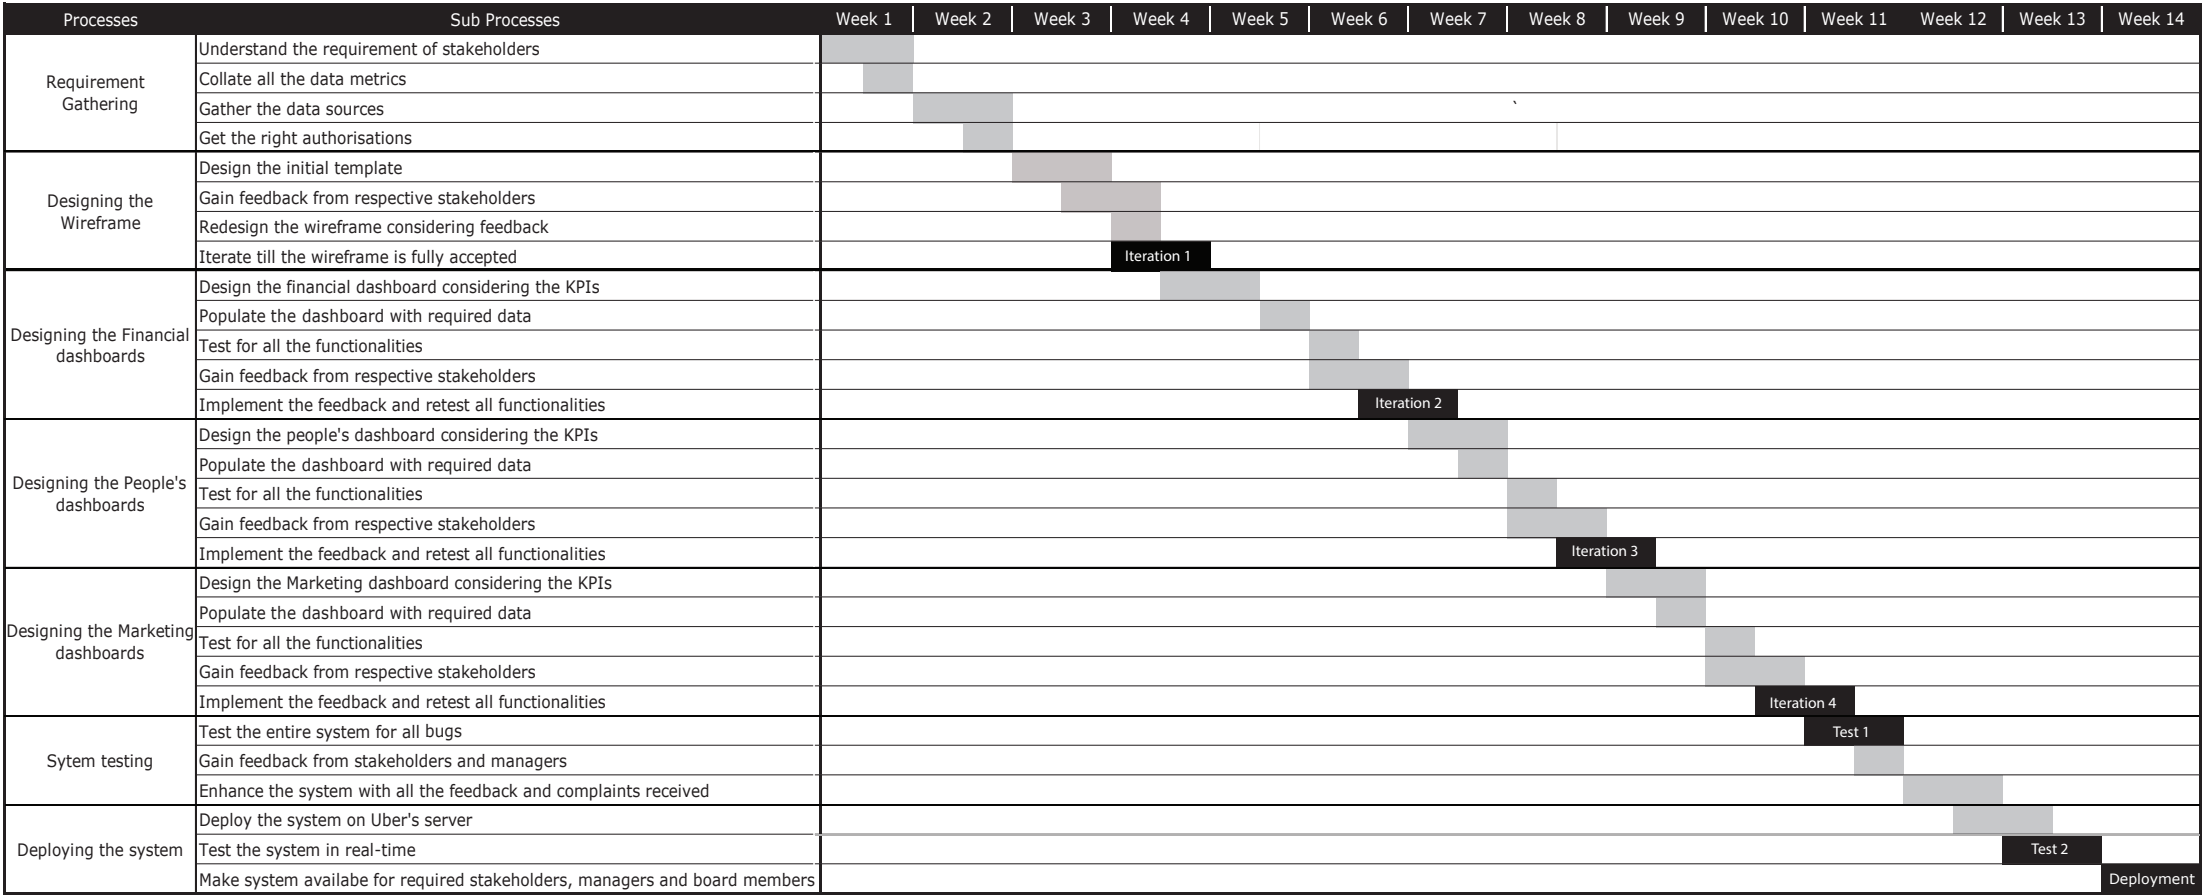 Processes Sub Processes Week 1 Week 2 Week 3 Week 4 Week 5 Week 6 Week 7 Week 8 Week 9 Week 10 Week 11 Week 12 Week 13 Week 14
Requirement
Gathering
Understand the requirement of stakeholders
Collate all the data metrics
Gather the data sources `
Get the right authorisations
Designing the
Wireframe
Design the initial template
Gain feedback from respective stakeholders
Redesign the wireframe considering feedback
Iterate till the wireframe is fully accepted Iteration 1
Designing the Financial
dashboards
Design the financial dashboard considering the KPIs
Populate the dashboard with required data
Test for all the functionalities
Gain feedback from respective stakeholders
Implement the feedback and retest all functionalities Iteration 2
Designing the People's
dashboards
Design the people's dashboard considering the KPIs
Populate the dashboard with required data
Test for all the functionalities
Gain feedback from respective stakeholders
Implement the feedback and retest all functionalities Iteration 3
Designing the Marketing
dashboards
Design the Marketing dashboard considering the KPIs
Populate the dashboard with required data
Test for all the functionalities
Gain feedback from respective stakeholders
Implement the feedback and retest all functionalities Iteration 4
Sytem testing
Test the entire system for all bugs Test 1
Gain feedback from stakeholders and managers
Enhance the system with all the feedback and complaints received
Deploying the system
Deploy the system on Uber's server
Test the system in real-time Test 2
Make system availabe for required stakeholders, managers and board members Deployment